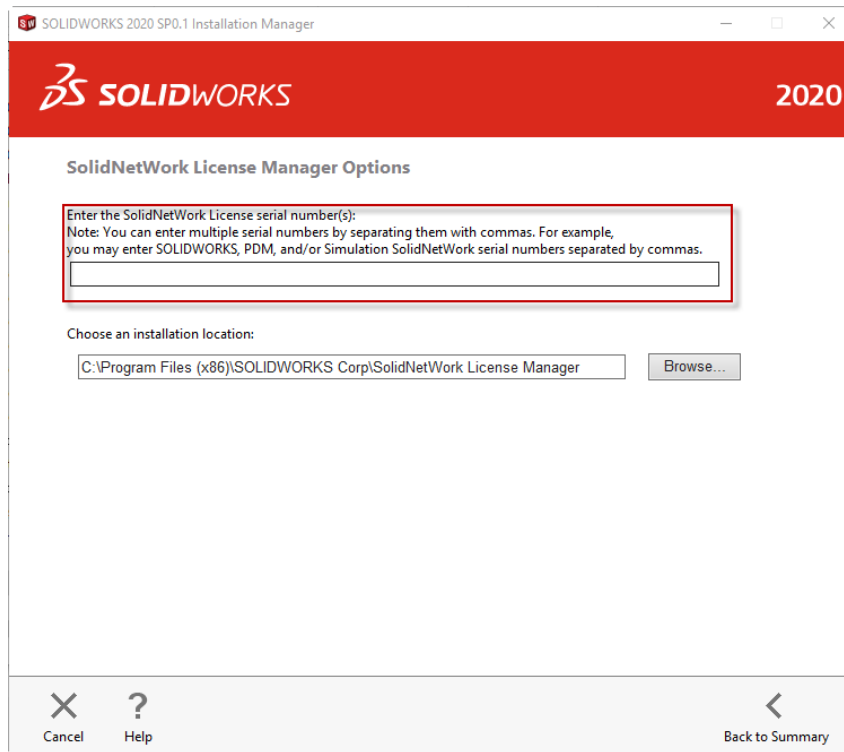 SOLIDWORKS 2020 SP0.1 Installation Manager
SOLIDWORKS
2020
SolidNetWork License Manager Options
Enter the SolidNetWork License serial number(s):
Note: You can enter multiple serial numbers by separating them with commas. For example,
you may enter SOLIDWORKS, PDM, and/or Simulation SolidNetWork serial numbers separated by commas.
Choose an installation location:
C:\Program Files (x86)\SOLIDWORKS Corp\SolidNetWork License Manager
Browse...
Cancel
Help
Back to Summary